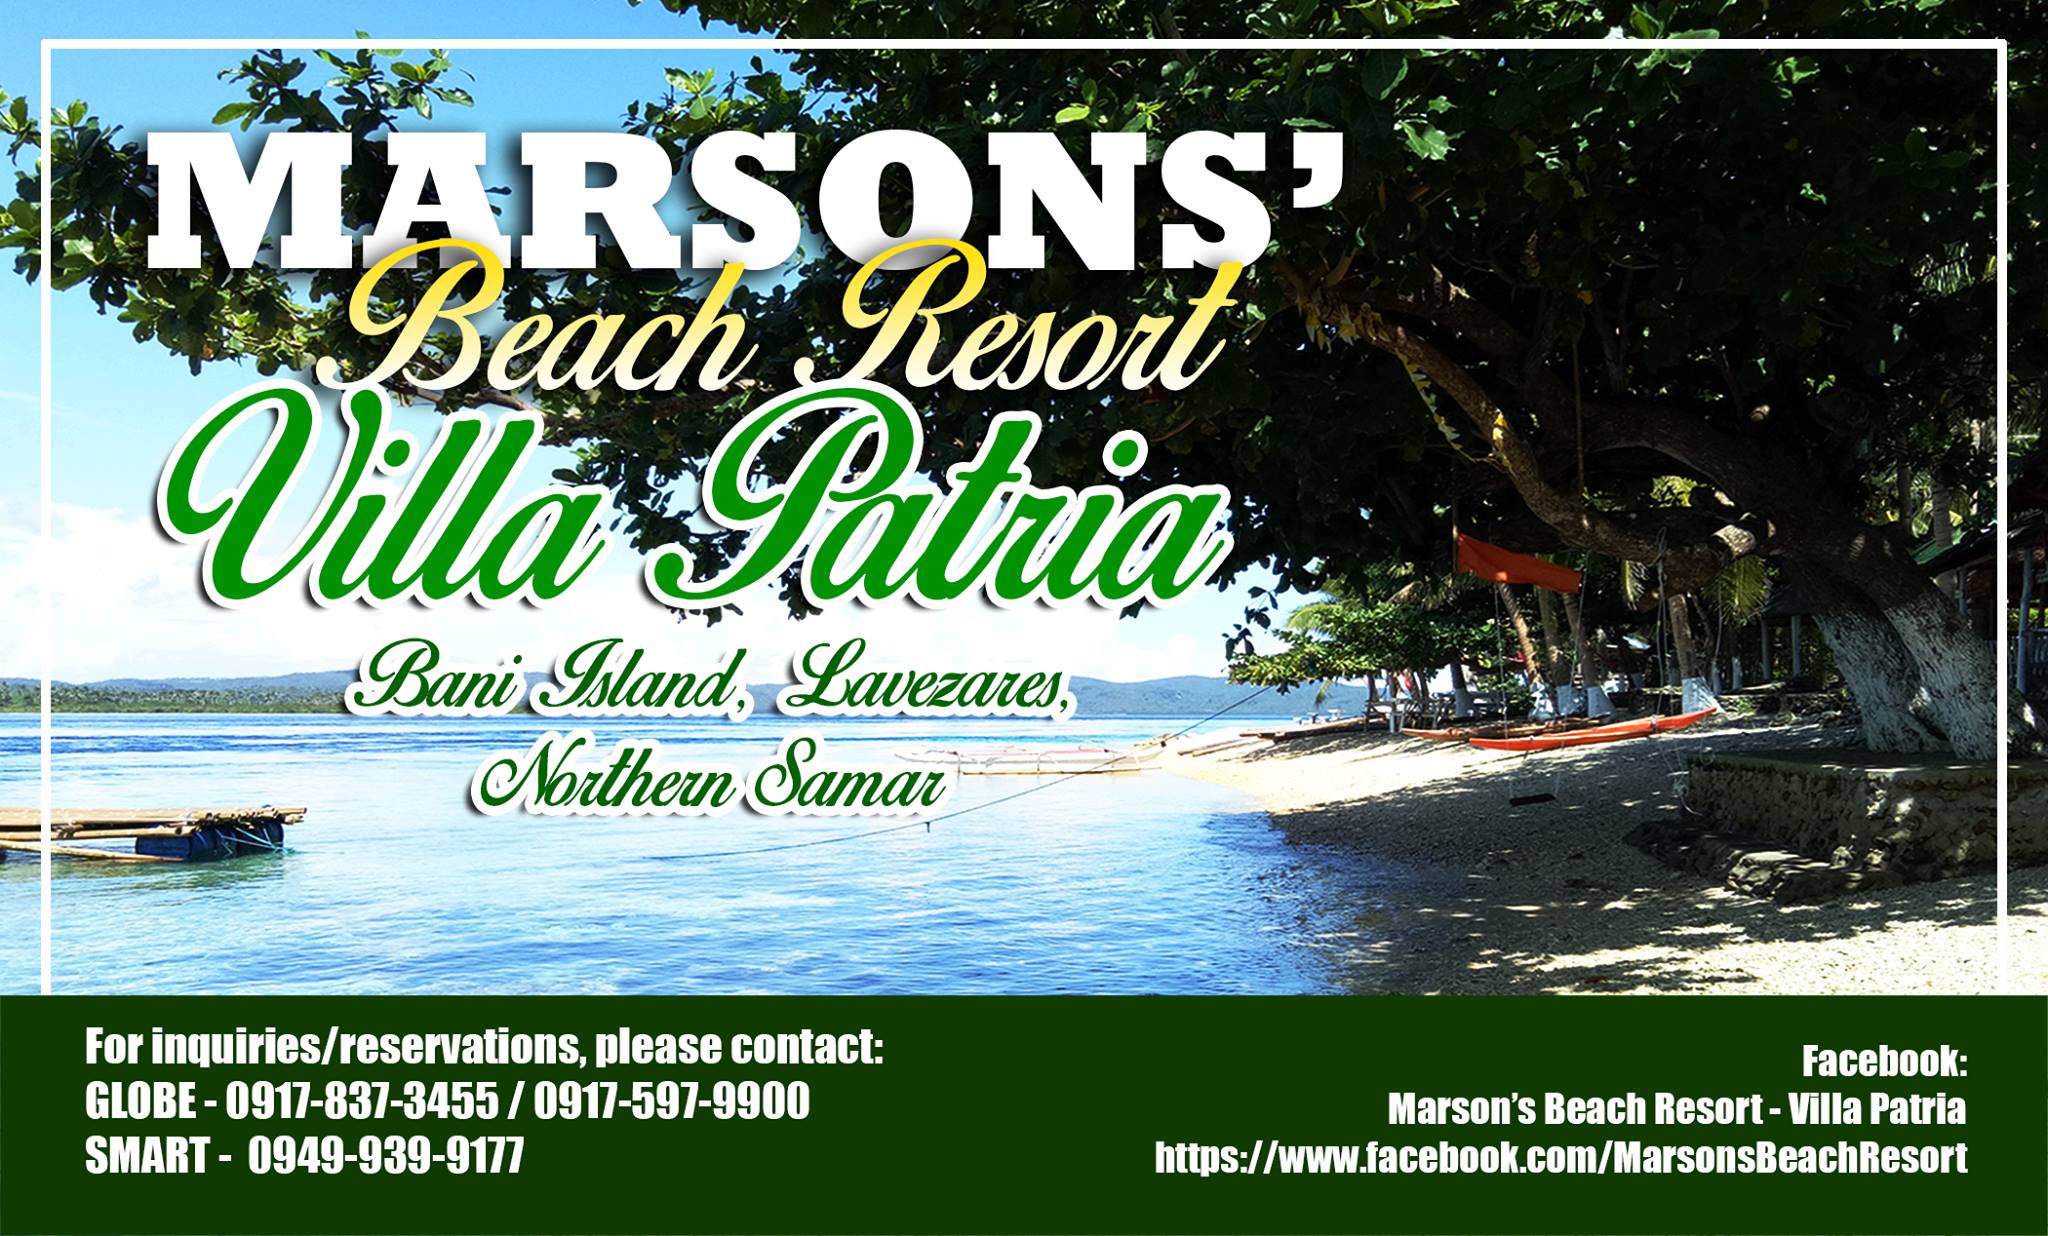 MARSONS’
Beach Resort
Villa Patria
Bani Island, Lavezares,
Northern Samar
For inquiries/reservations, please contact:
GLOBE - 0917-837-3455 / 0917-597-9900
SMART - 0949-939-9177
Facebook:
Marson’s Beach Resort - Villa Patria
https://www.facebook.com/MarsonsBeachResort